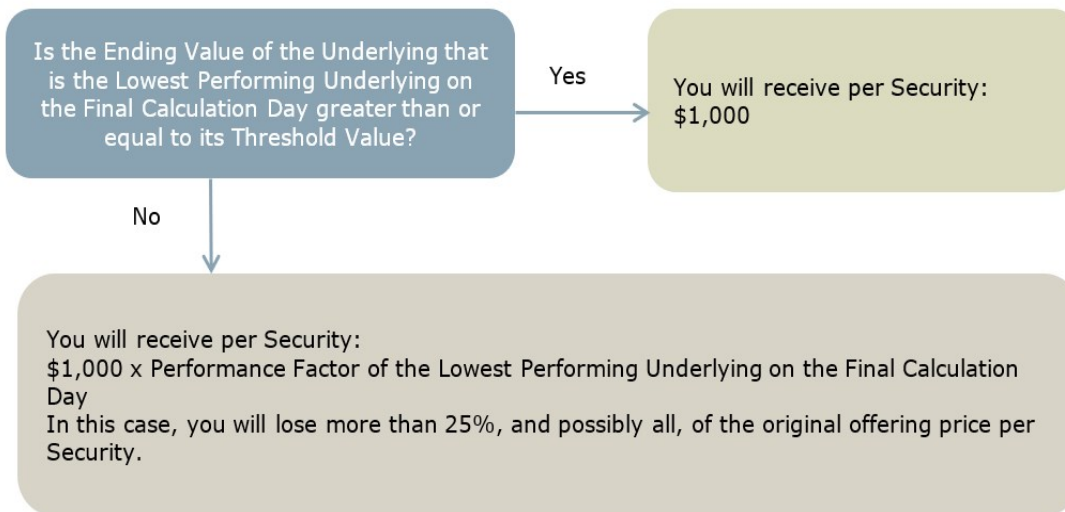 Is the Ending Value of the Underlying that
is the Lowest Performing Underlying on
the Final Calculation Day greater than or
equal to its Threshold Value?
Yes
You will receive per Security:
$1,000
No
You will receive per Security:
$1,000 x Performance Factor of the Lowest Performing Underlying on the Final Calculation
Day
In this case, you will lose more than 25%, and possibly all, of the original offering price per
Security.